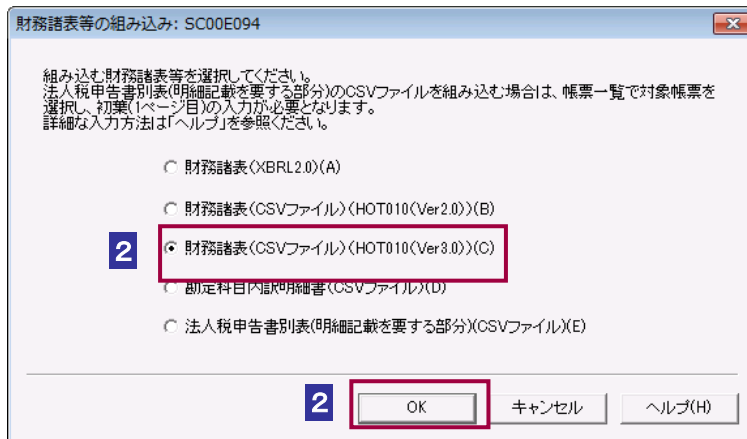 財務諸表等の組み込み: SC00E094
組み込む財務諸表等を選択してください。
法人税申告書別表(明細記載を要する部分)のCSVファイルを組み込む場合は、帳票一覧で対象帳票を
選択し、初葉(1ページ目)の入力が必要となります。
詳細な入力方法は「ヘルプ」を参照ください。
財務諸表(XBRL2.0)(A)
財務諸表(CSVファイル)(HOT010(Ver2.0))(B)
2 財務諸表(CSVファイル)(HOT010(Ver3.0))(C)
勘定科目内訳明細書(CSVファイル)(D)
法人税申告書別表(明細記載を要する部分)(CSVファイル)(E)
2 OK キャンセル ヘルプ(H)